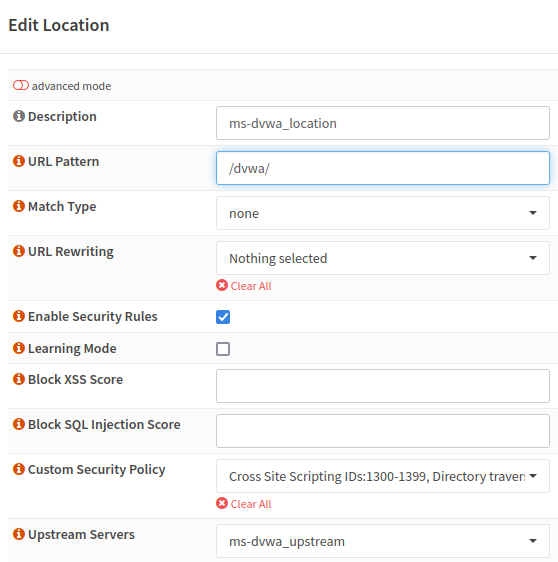 Edit Location
advanced mode
Description
ms-dvwa_location
URL Pattern
/dvwa/
Match Type
none
URL Rewriting
Nothing selected
Clear All
Enable Security Rules
Learning Mode
Block XSS Score
Block SQL Injection Score
Custom Security Policy
Cross Site Scripting IDs:1300-1399, Directory travers
Clear All
Upstream Servers
ms-dvwa_upstream